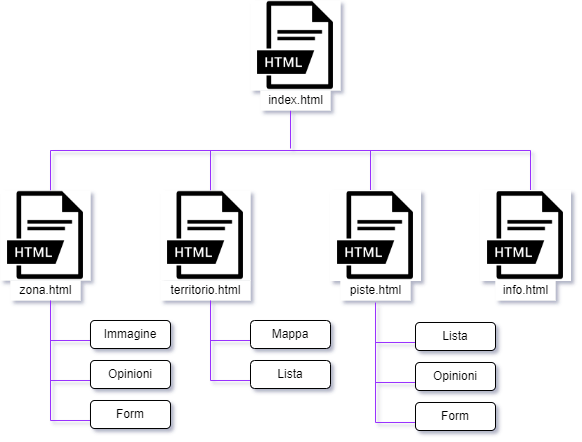 HTML
index.html
HTML
HTML
HTML
HTML
zona.html
territorio.html
piste.html
info.html
Immagine
Opinioni
Form
Mappa
Lista
Lista
Opinioni
Form